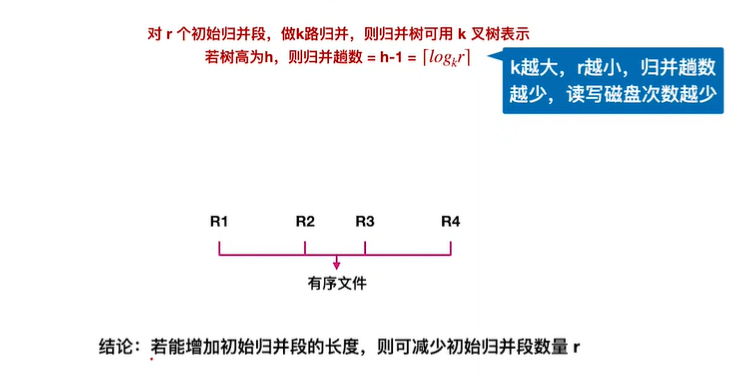 对 r 个初始归并段，做k路归并，则归并树可用 k 叉树表示
若树高为h，则归并趟数 = h-1 = ⌈logₖr⌉
k越大，r越小，归并趟数
越少，读写磁盘次数越少
R1 R2 R3 R4
有序文件
结论：若能增加初始归并段的长度，则可减少初始归并段数量 r